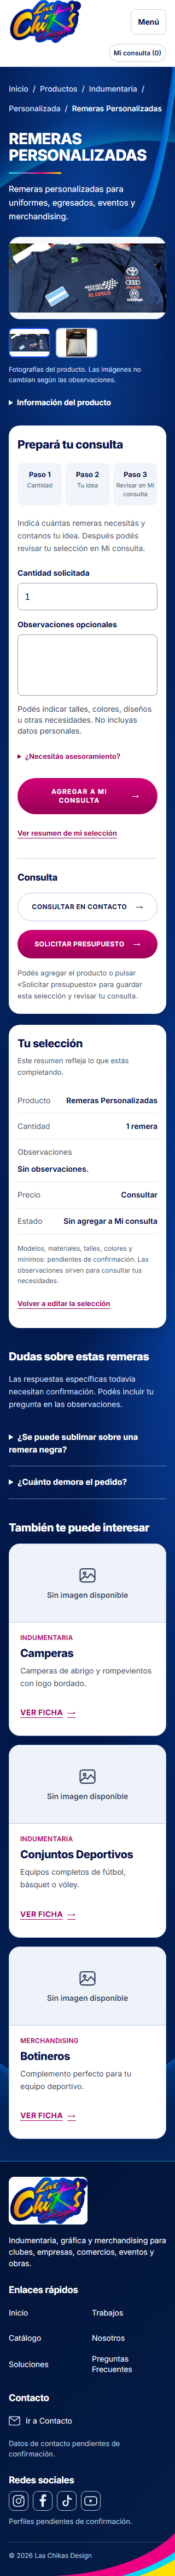 Las Chikas Design
Menú
Mi consulta (0)
Inicio / Productos / Indumentaria /
Personalizada / Remeras Personalizadas
REMERAS
PERSONALIZADAS
Remeras personalizadas para
uniformes, egresados, eventos y
merchandising.
TOYOTA
Fotografías del producto. Las imágenes no
cambian según las observaciones.
Información del producto
Prepará tu consulta
Paso 1
Cantidad
Paso 2
Tu idea
Paso 3
Revisar en Mi
consulta
Indicá cuántas remeras necesitás y
contanos tu idea. Después podés
revisar tu selección en Mi consulta.
Cantidad solicitada
1
Observaciones opcionales
Podés indicar talles, colores, diseños
u otras necesidades. No incluyas
datos personales.
¿Necesitás asesoramiento?
AGREGAR A MI
CONSULTA →
Ver resumen de mi selección
Consulta
CONSULTAR EN CONTACTO →
SOLICITAR PRESUPUESTO →
Podés agregar el producto o pulsar
«Solicitar presupuesto» para guardar
esta selección y revisar tu consulta.
Tu selección
Este resumen refleja lo que estás
completando.
Producto Remeras Personalizadas
Cantidad 1 remera
Observaciones
Sin observaciones.
Precio Consultar
Estado Sin agregar a Mi consulta
Modelos, materiales, talles, colores y
mínimos: pendientes de confirmación. Las
observaciones sirven para consultar tus
necesidades.
Volver a editar la selección
Dudas sobre estas remeras
Las respuestas específicas todavía
necesitan confirmación. Podés incluir tu
pregunta en las observaciones.
¿Se puede sublimar sobre una
remera negra?
¿Cuánto demora el pedido?
También te puede interesar
Sin imagen disponible
INDUMENTARIA
Camperas
Camperas de abrigo y rompevientos
con logo bordado.
VER FICHA →
Sin imagen disponible
INDUMENTARIA
Conjuntos Deportivos
Equipos completos de fútbol,
básquet o vóley.
VER FICHA →
Sin imagen disponible
MERCHANDISING
Botineros
Complemento perfecto para tu
equipo deportivo.
VER FICHA →
Las Chikas Design
Indumentaria, gráfica y merchandising para
clubes, empresas, comercios, eventos y
obras.
Enlaces rápidos
Inicio Trabajos
Catálogo Nosotros
Soluciones Preguntas
Frecuentes
Contacto
Ir a Contacto
Datos de contacto pendientes de
confirmación.
Redes sociales
Perfiles pendientes de confirmación.
© 2026 Las Chikas Design